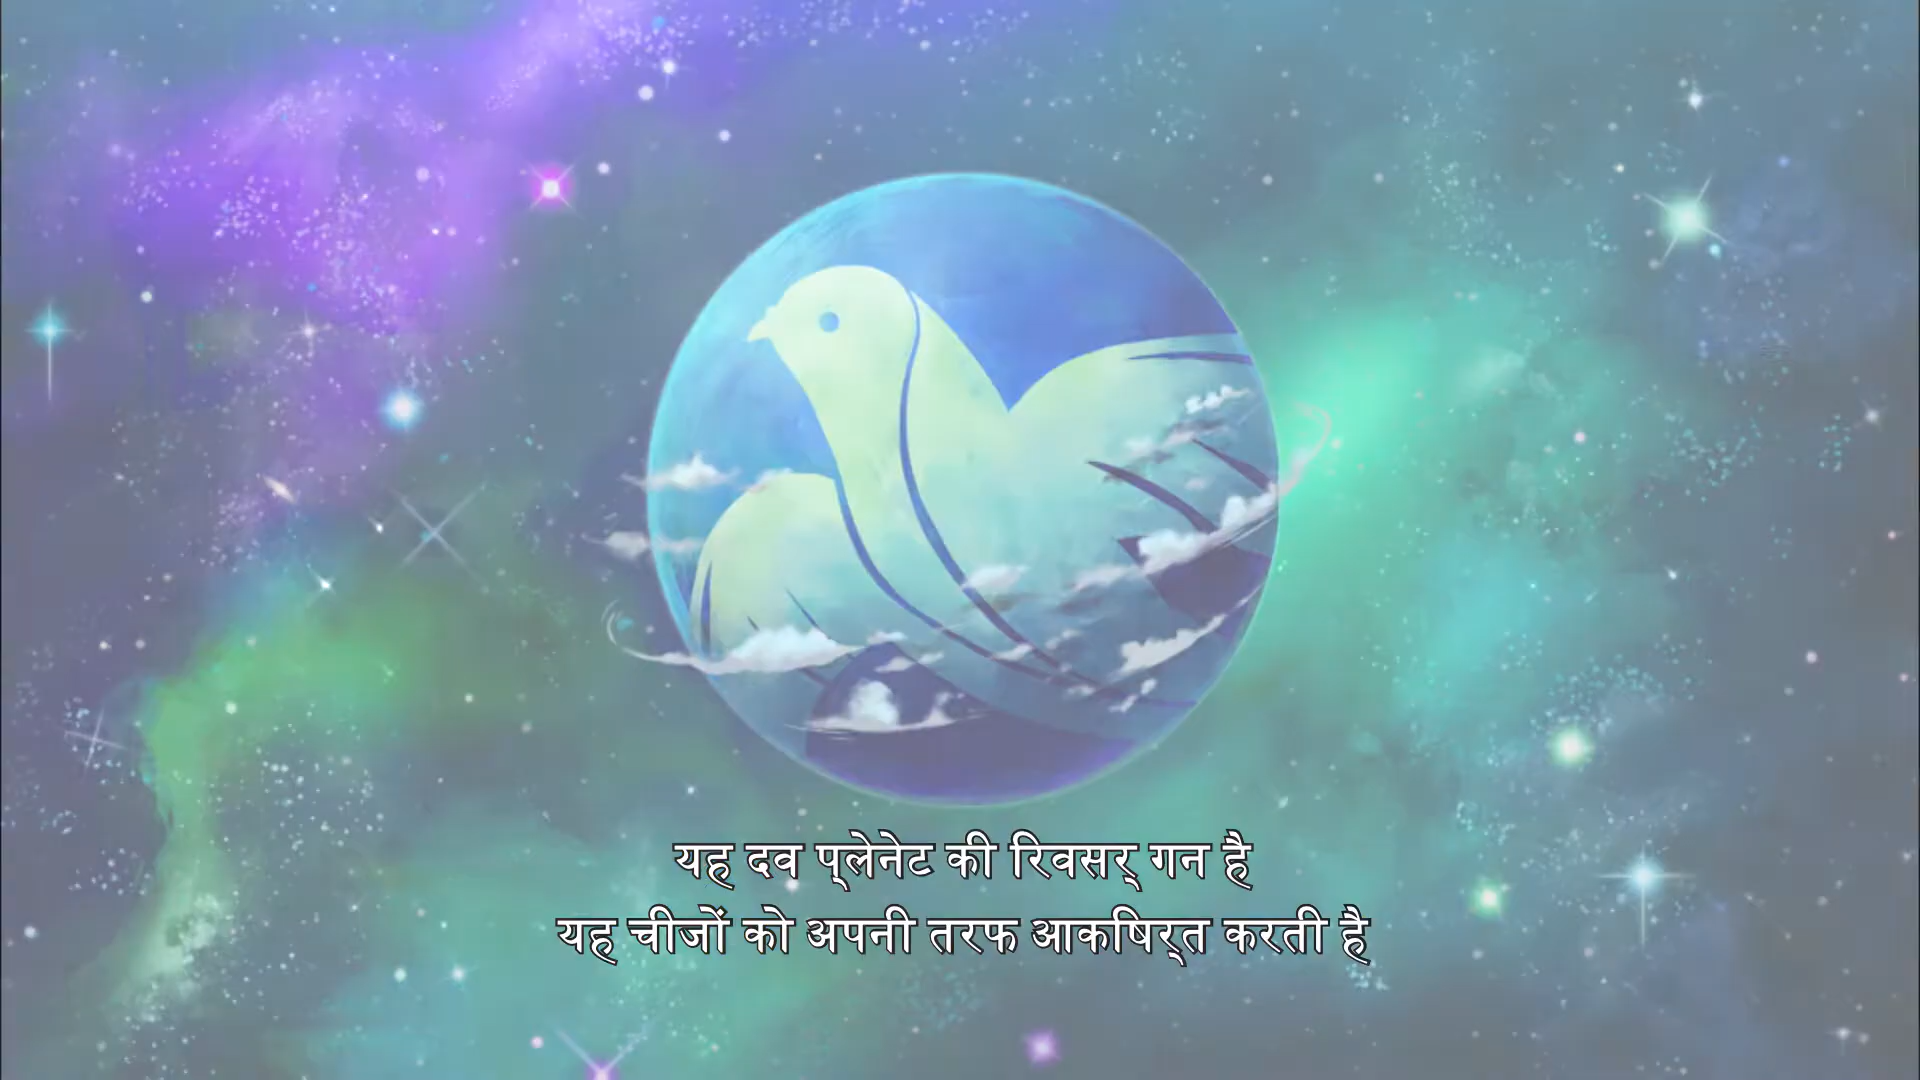 यह दव प्लेनेट की रिवसर् गन है
यह चीजों को अपनी तरफ आकषिर्त करती है